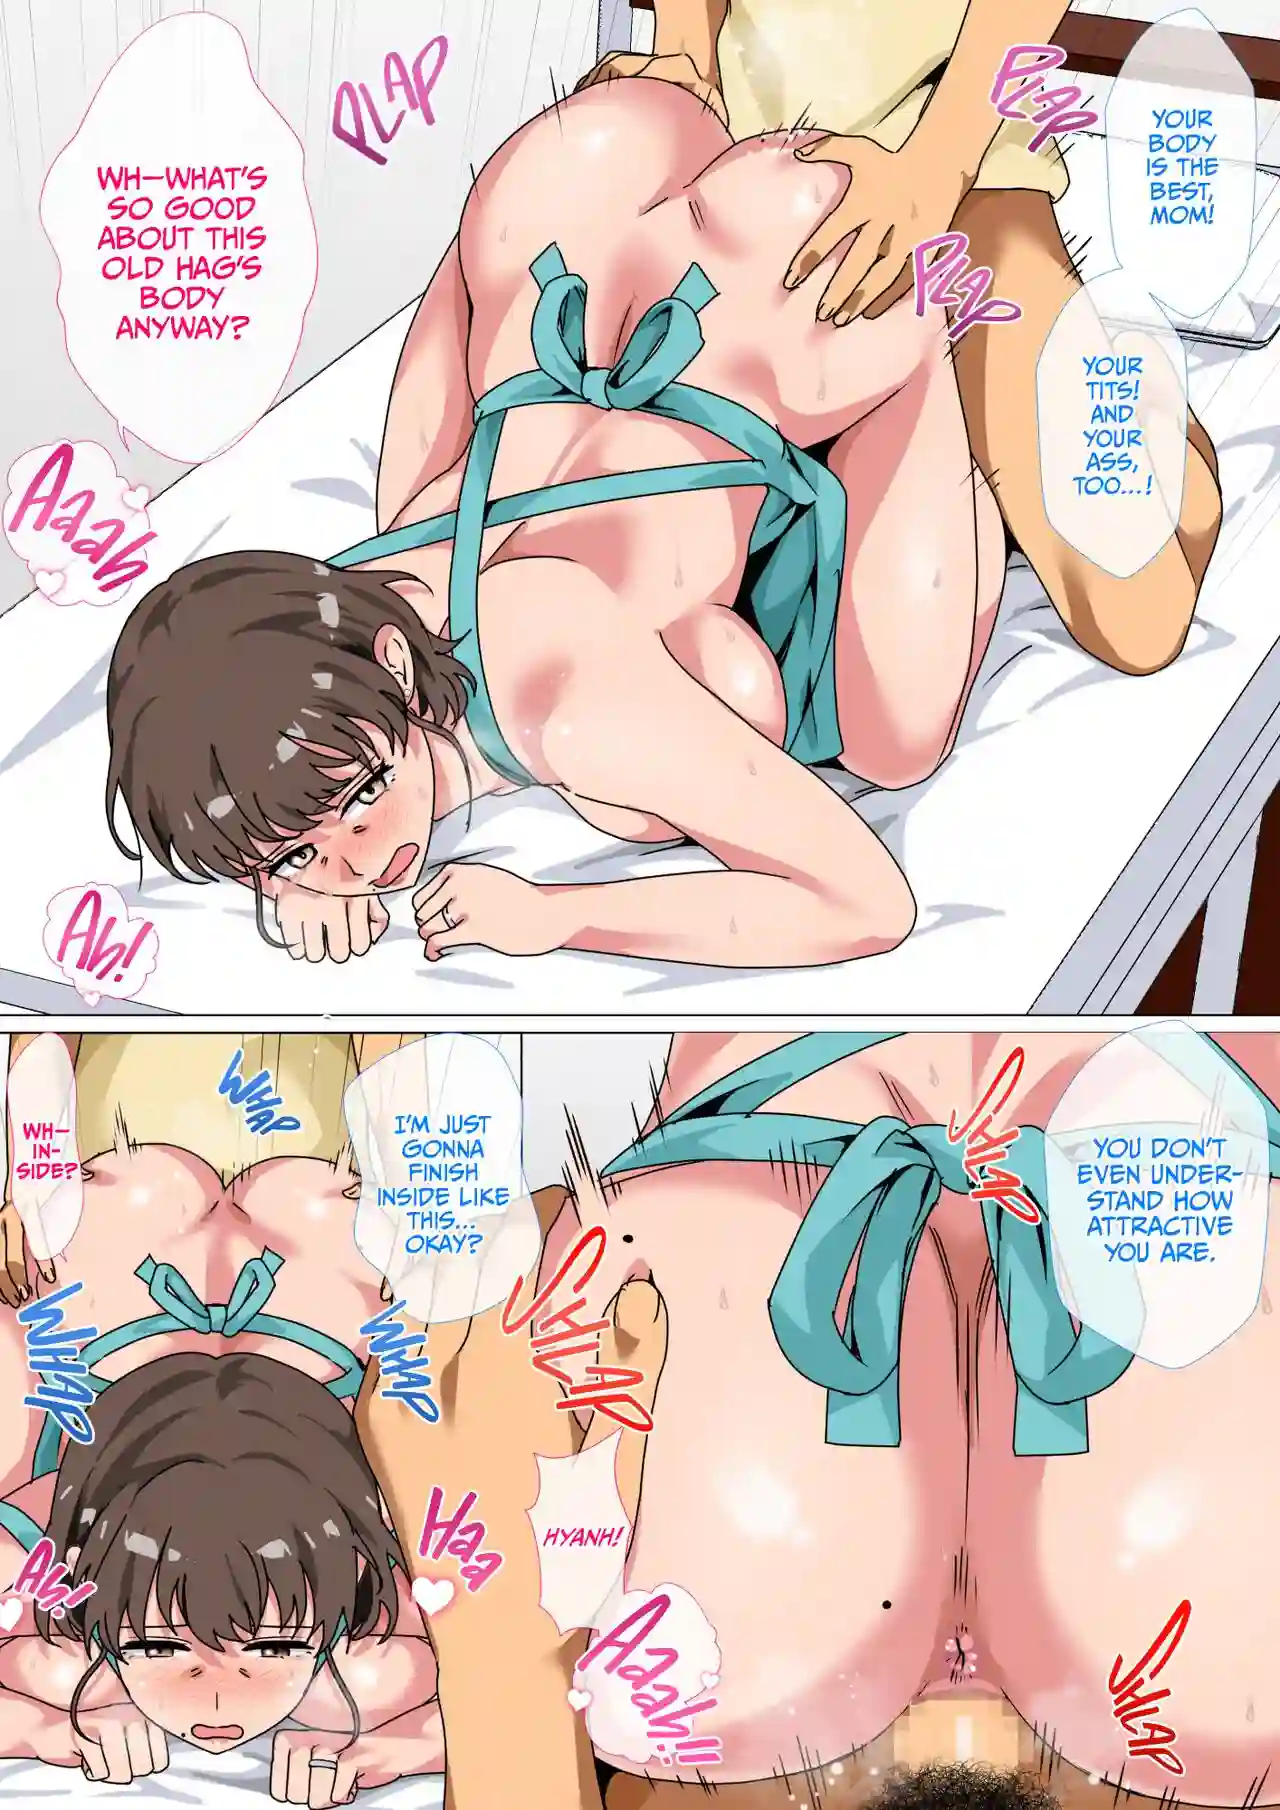 PLAP
PLAP
YOUR
BODY
IS THE
BEST,
MOM!
WH—WHAT'S
SO GOOD
ABOUT THIS
OLD HAG'S
BODY
ANYWAY?
PLAP
YOUR
TITS!
AND
YOUR
ASS,
TOO...!
Aaah
Ah!
WHAP
I'M JUST
GONNA
FINISH
INSIDE LIKE
THIS...
OKAY?
WH—
IN-
SIDE?
WHAP
WHAP
Haa
Ah!
SHLAP
YOU DON'T
EVEN UNDER-
STAND HOW
ATTRACTIVE
YOU ARE.
SHLAP
HYANH!
Aaah!!
SHLAP